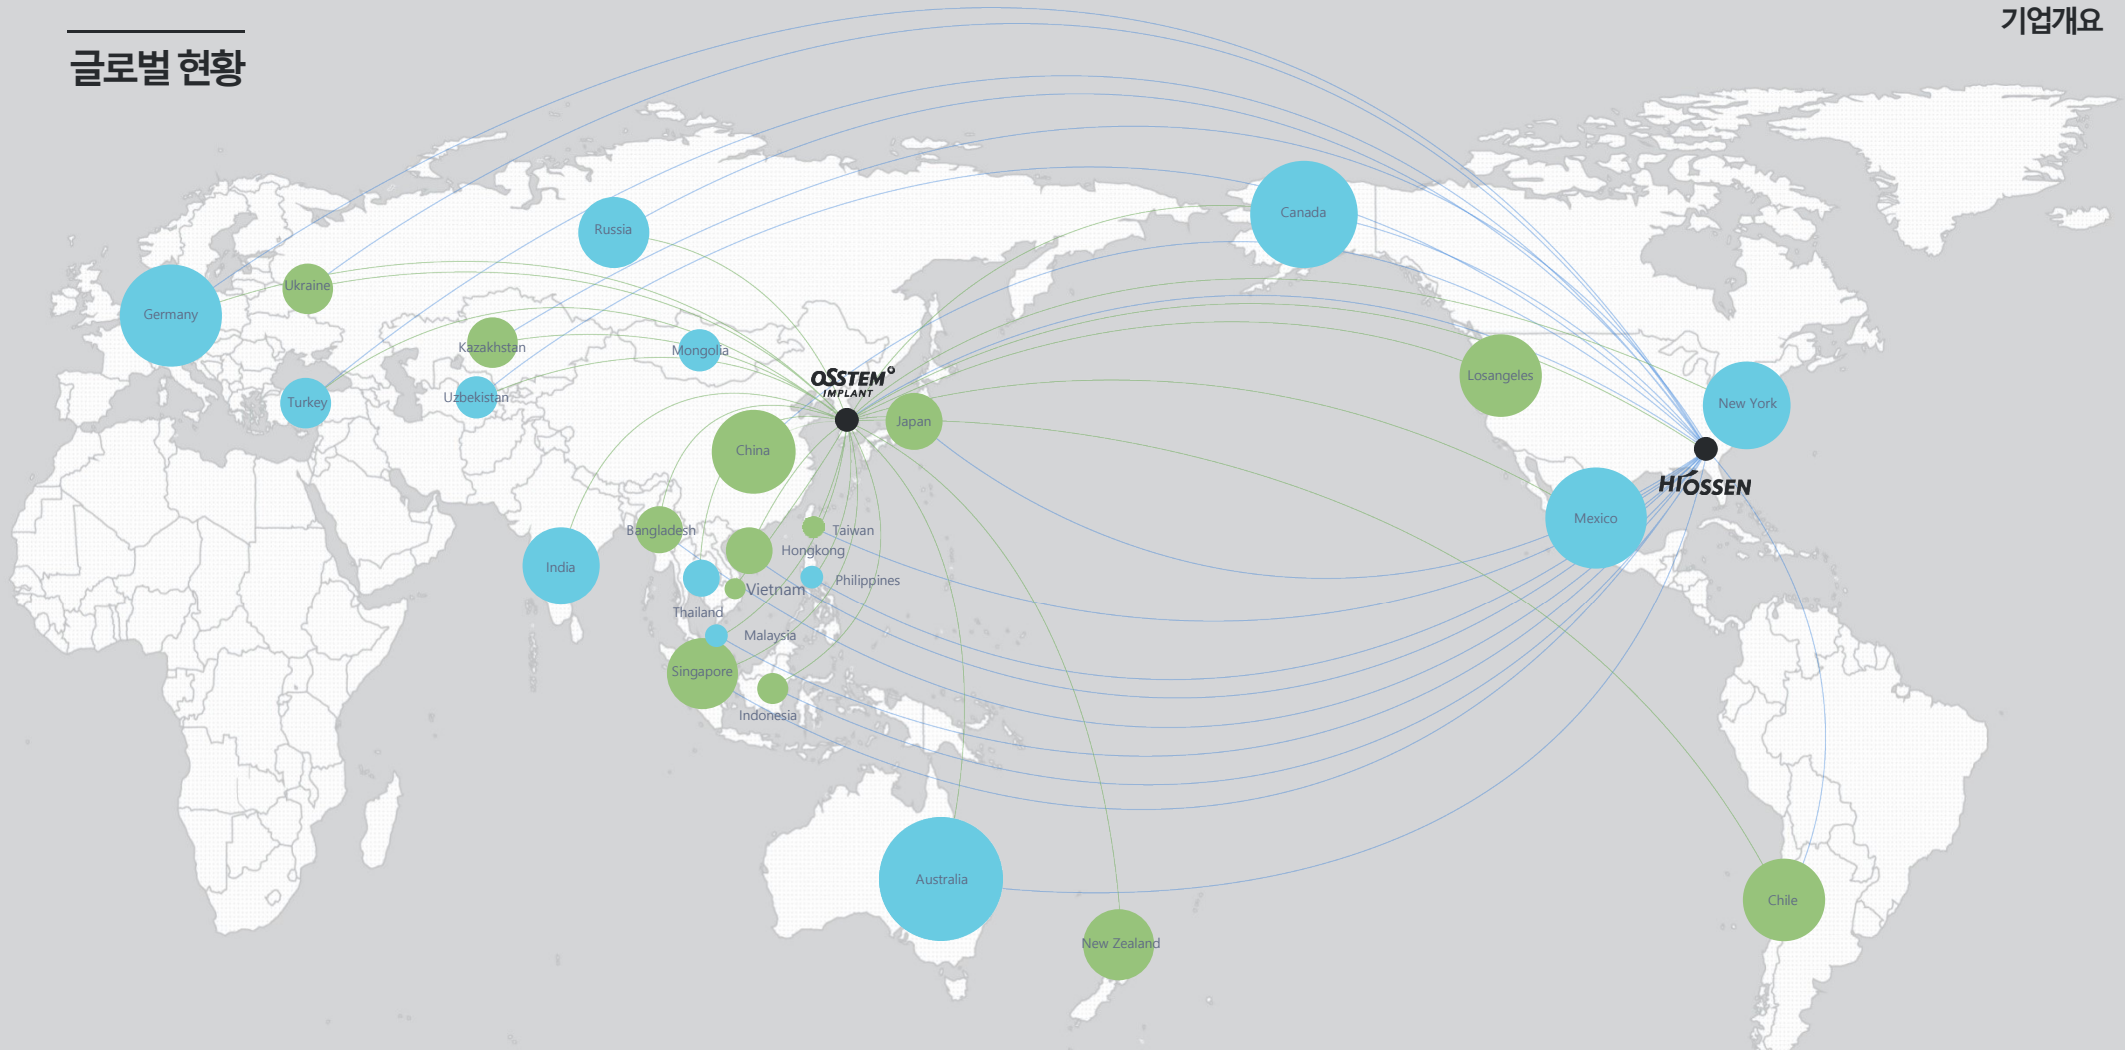 기업개요
글로벌 현황
Canada
Russia
Ukraine
Germany
Kazakhstan
Mongolia
OSSTEM
IMPLANT
Losangeles
Uzbekistan
Turkey
New York
Japan
China
HIOSSEN
Mexico
Bangladesh
Taiwan
Hongkong
India
Philippines
Vietnam
Thailand
Malaysia
Singapore
Indonesia
Australia
Chile
New Zealand